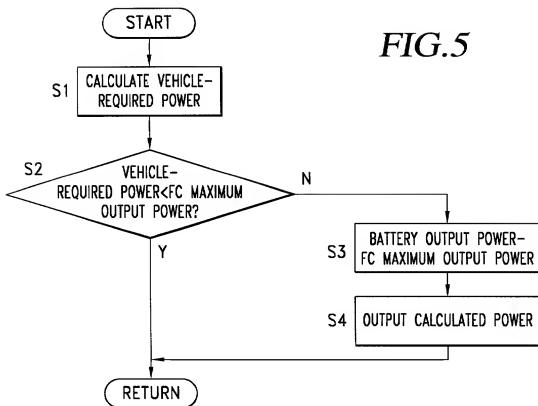 START
FIG.5
S1
CALCULATE VEHICLE-
REQUIRED POWER
S2
VEHICLE-
REQUIRED POWER<FC MAXIMUM
OUTPUT POWER?
N
Y
S3
BATTERY OUTPUT POWER-
FC MAXIMUM OUTPUT POWER
S4
OUTPUT CALCULATED POWER
RETURN